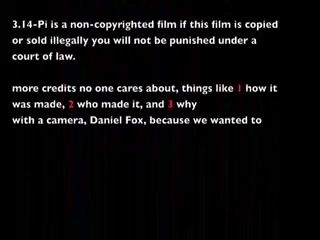 3.14-Pi is a non-copyrighted film if this film is copied
or sold illegally you will not be punished under a
court of law.
more credits no one cares about, things like 1 how it
was made, 2 who made it, and 3 why
with a camera, Daniel Fox, because we wanted to